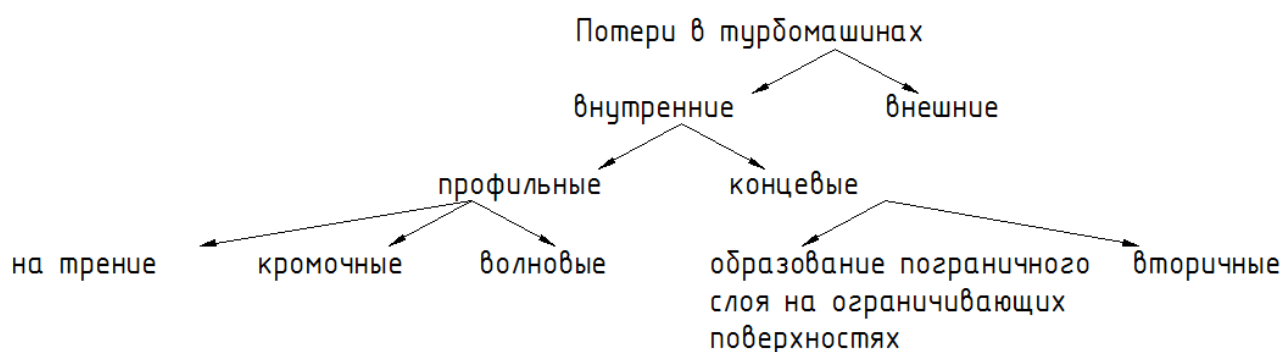 Потери в турбомашинах
внутренние внешние
профильные концевые
на трение кромочные волновые образование пограничного вторичные
слоя на ограничивающих
поверхностях